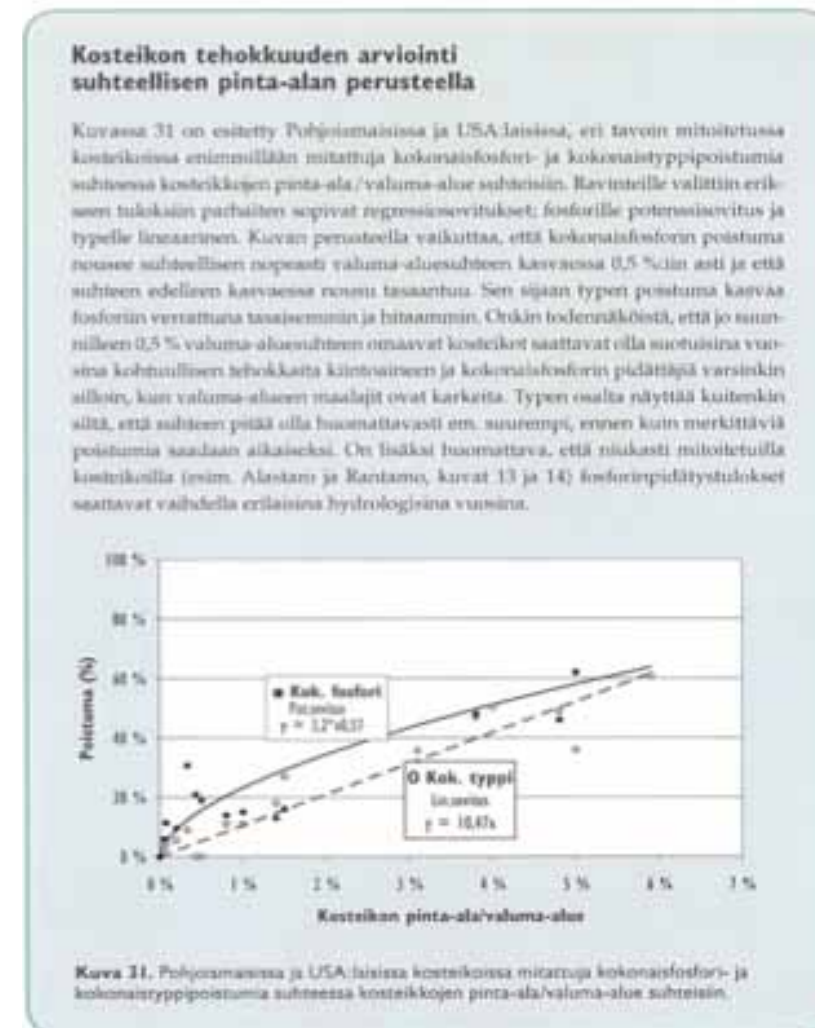 Kosteikon tehokkuuden arviointi
suhteellisen pinta-alan perusteella
Kuvassa 31 on esitetty Pohjoismaisissa ja USA:laisissa, eri tavoin mitoitetussa
kosteikoissa enimmillään mitattuja kokonaisfosfori- ja kokonaistyppipoistumia
suhteessa kosteikkojen pinta-ala/valuma-alue suhteisiin. Ravinteille valittiin erik-
seen tuloksiin parhaiten sopivat regressiosovitukset; fosforille potenssisovitus ja
typelle lineaarinen. Kuvan perusteella vaikuttaa, että kokonaisfosforin poistuma
nousee suhteellisen nopeasti valuma-aluesuhteen kasvaessa 0,5 %:iin asti ja että
suhteen edelleen kasvaessa nousu tasaantuu. Sen sijaan typen poistuma kasvaa
fosforiin verrattuna tasaisemmin ja hitaammin. Onkin todennäköistä, että jo suun-
nilleen 0,5 % valuma-aluesuhteen omaavat kosteikot saattavat olla suotuisina vuo-
sina kohtuullisen tehokkaita kiintoaineen ja kokonaisfosforin pidättäjiä varsinkin
silloin, kun valuma-alueen maalajit ovat karkeita. Typen osalta näyttää kuitenkin
siltä, että suhteen pitää olla huomattavasti em. suurempi, ennen kuin merkittäviä
poistumia saadaan aikaiseksi. On lisäksi huomattava, että niukasti mitoitetuilla
kosteikoilla (esim. Alastaro ja Rantamo, kuvat 13 ja 14) fosforinpidätystulokset
saattavat vaihdella erilaisina hydrologisina vuosina.
100 %
80 %
60 %
40 %
20 %
0 %
Poistuma (%)
Kok. fosfori
Pot.sovitus
Kok. typpi
Lin.sovitus
y = 10,47x
0 % 1 % 2 % 3 % 4 % 5 % 6 % 7 %
Kosteikon pinta-ala/valuma-alue
Kuva 31. Pohjoismaisissa ja USA:laisissa kosteikoissa mitattuja kokonaisfosfori- ja
kokonaistyppipoistumia suhteessa kosteikkojen pinta-ala/valuma-alue suhteisiin.